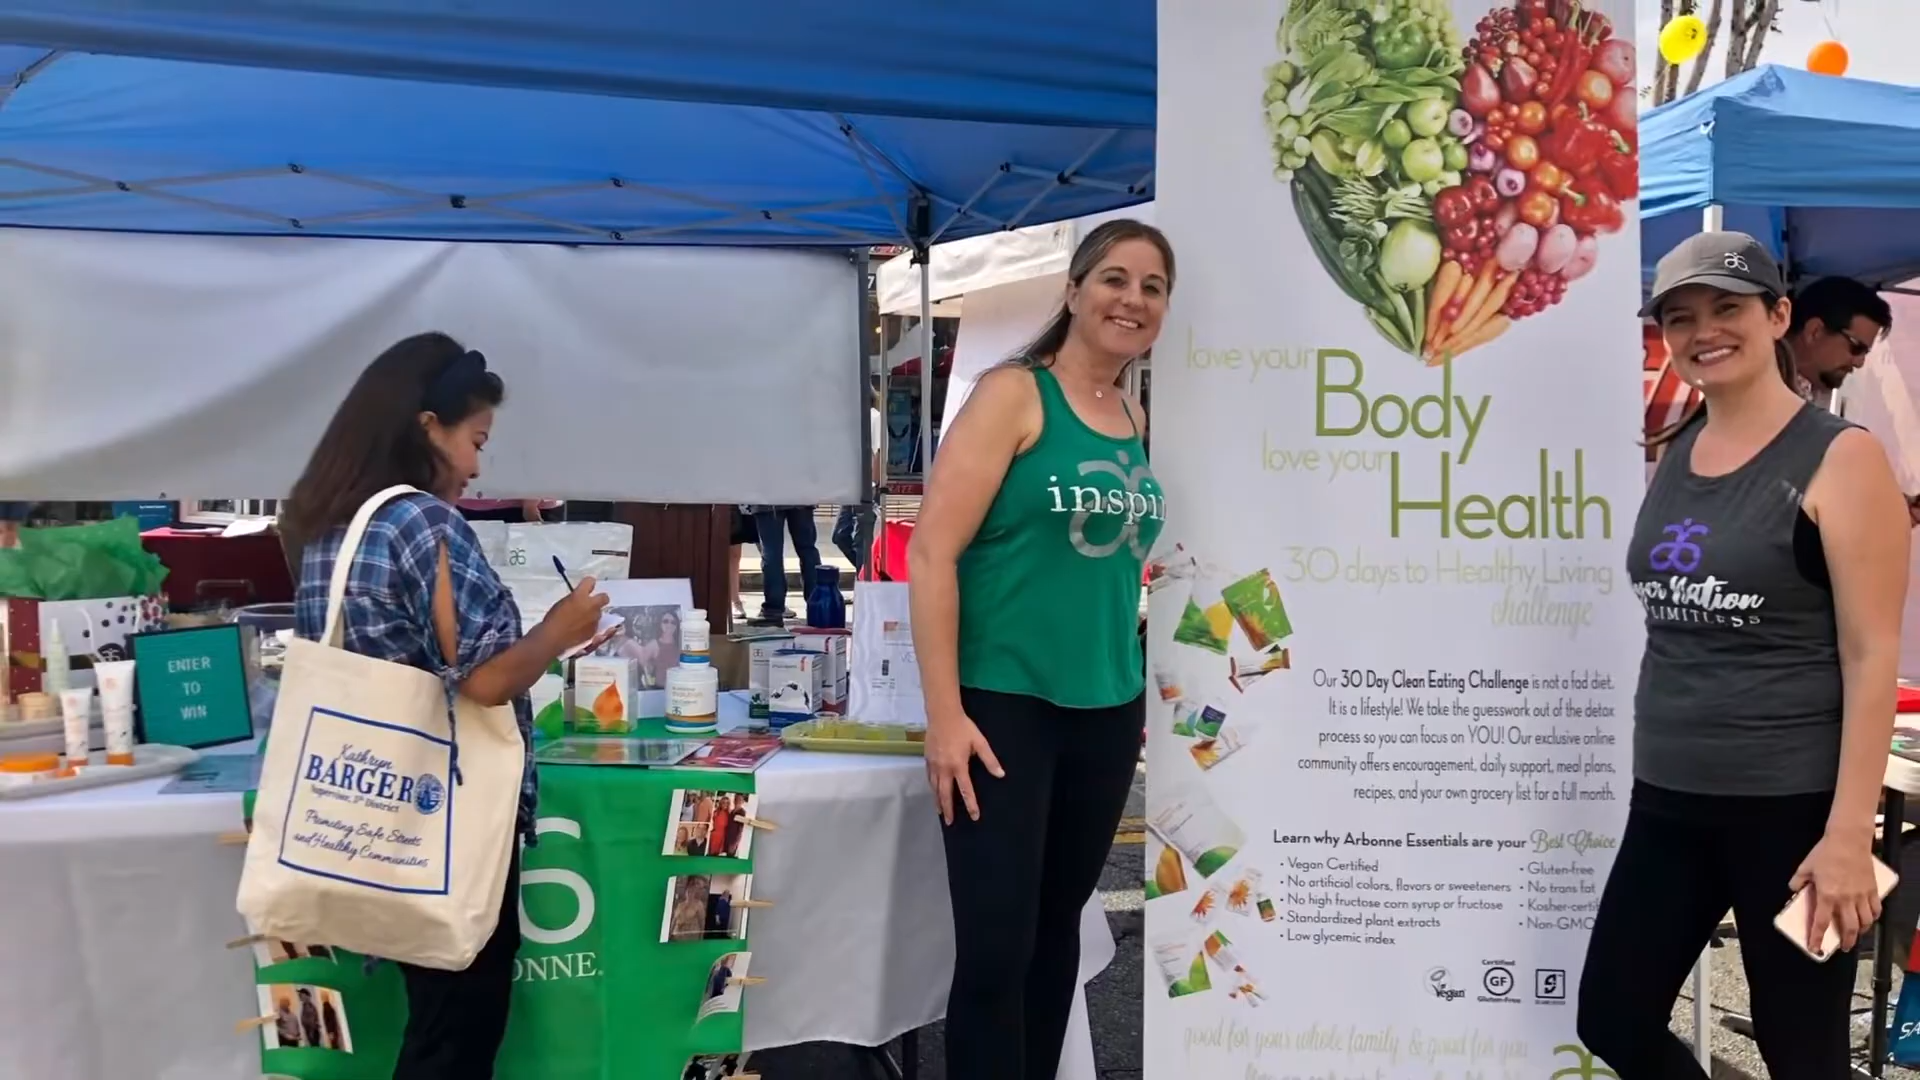 love your
Body
love your
Health
30 days to Healthy Living
challenge
Our 30 Day Clean Eating Challenge is not a fad diet.
It is a lifestyle! We take the guesswork out of the detox
process so you can focus on YOU! Our exclusive online
community offers encouragement, daily support, meal plans,
recipes, and your own grocery list for a full month.
Learn why Arbonne Essentials are your Best Choice
• Vegan Certified
• No artificial colors, flavors or sweeteners
• No high fructose corn syrup or fructose
• Standardized plant extracts
• Low glycemic index
• Gluten-free
• No trans fat
• Kosher-certif
• Non-GMO
Vegan
Certified
GF
Gluten-Free
good for your whole family & good for you
inspir
Nation
LIMITLESS
ENTER
TO
WIN
Kathryn
BARGER
Supervisor, 5th District
Promoting Safe Streets
and Healthy Communities
ONNE